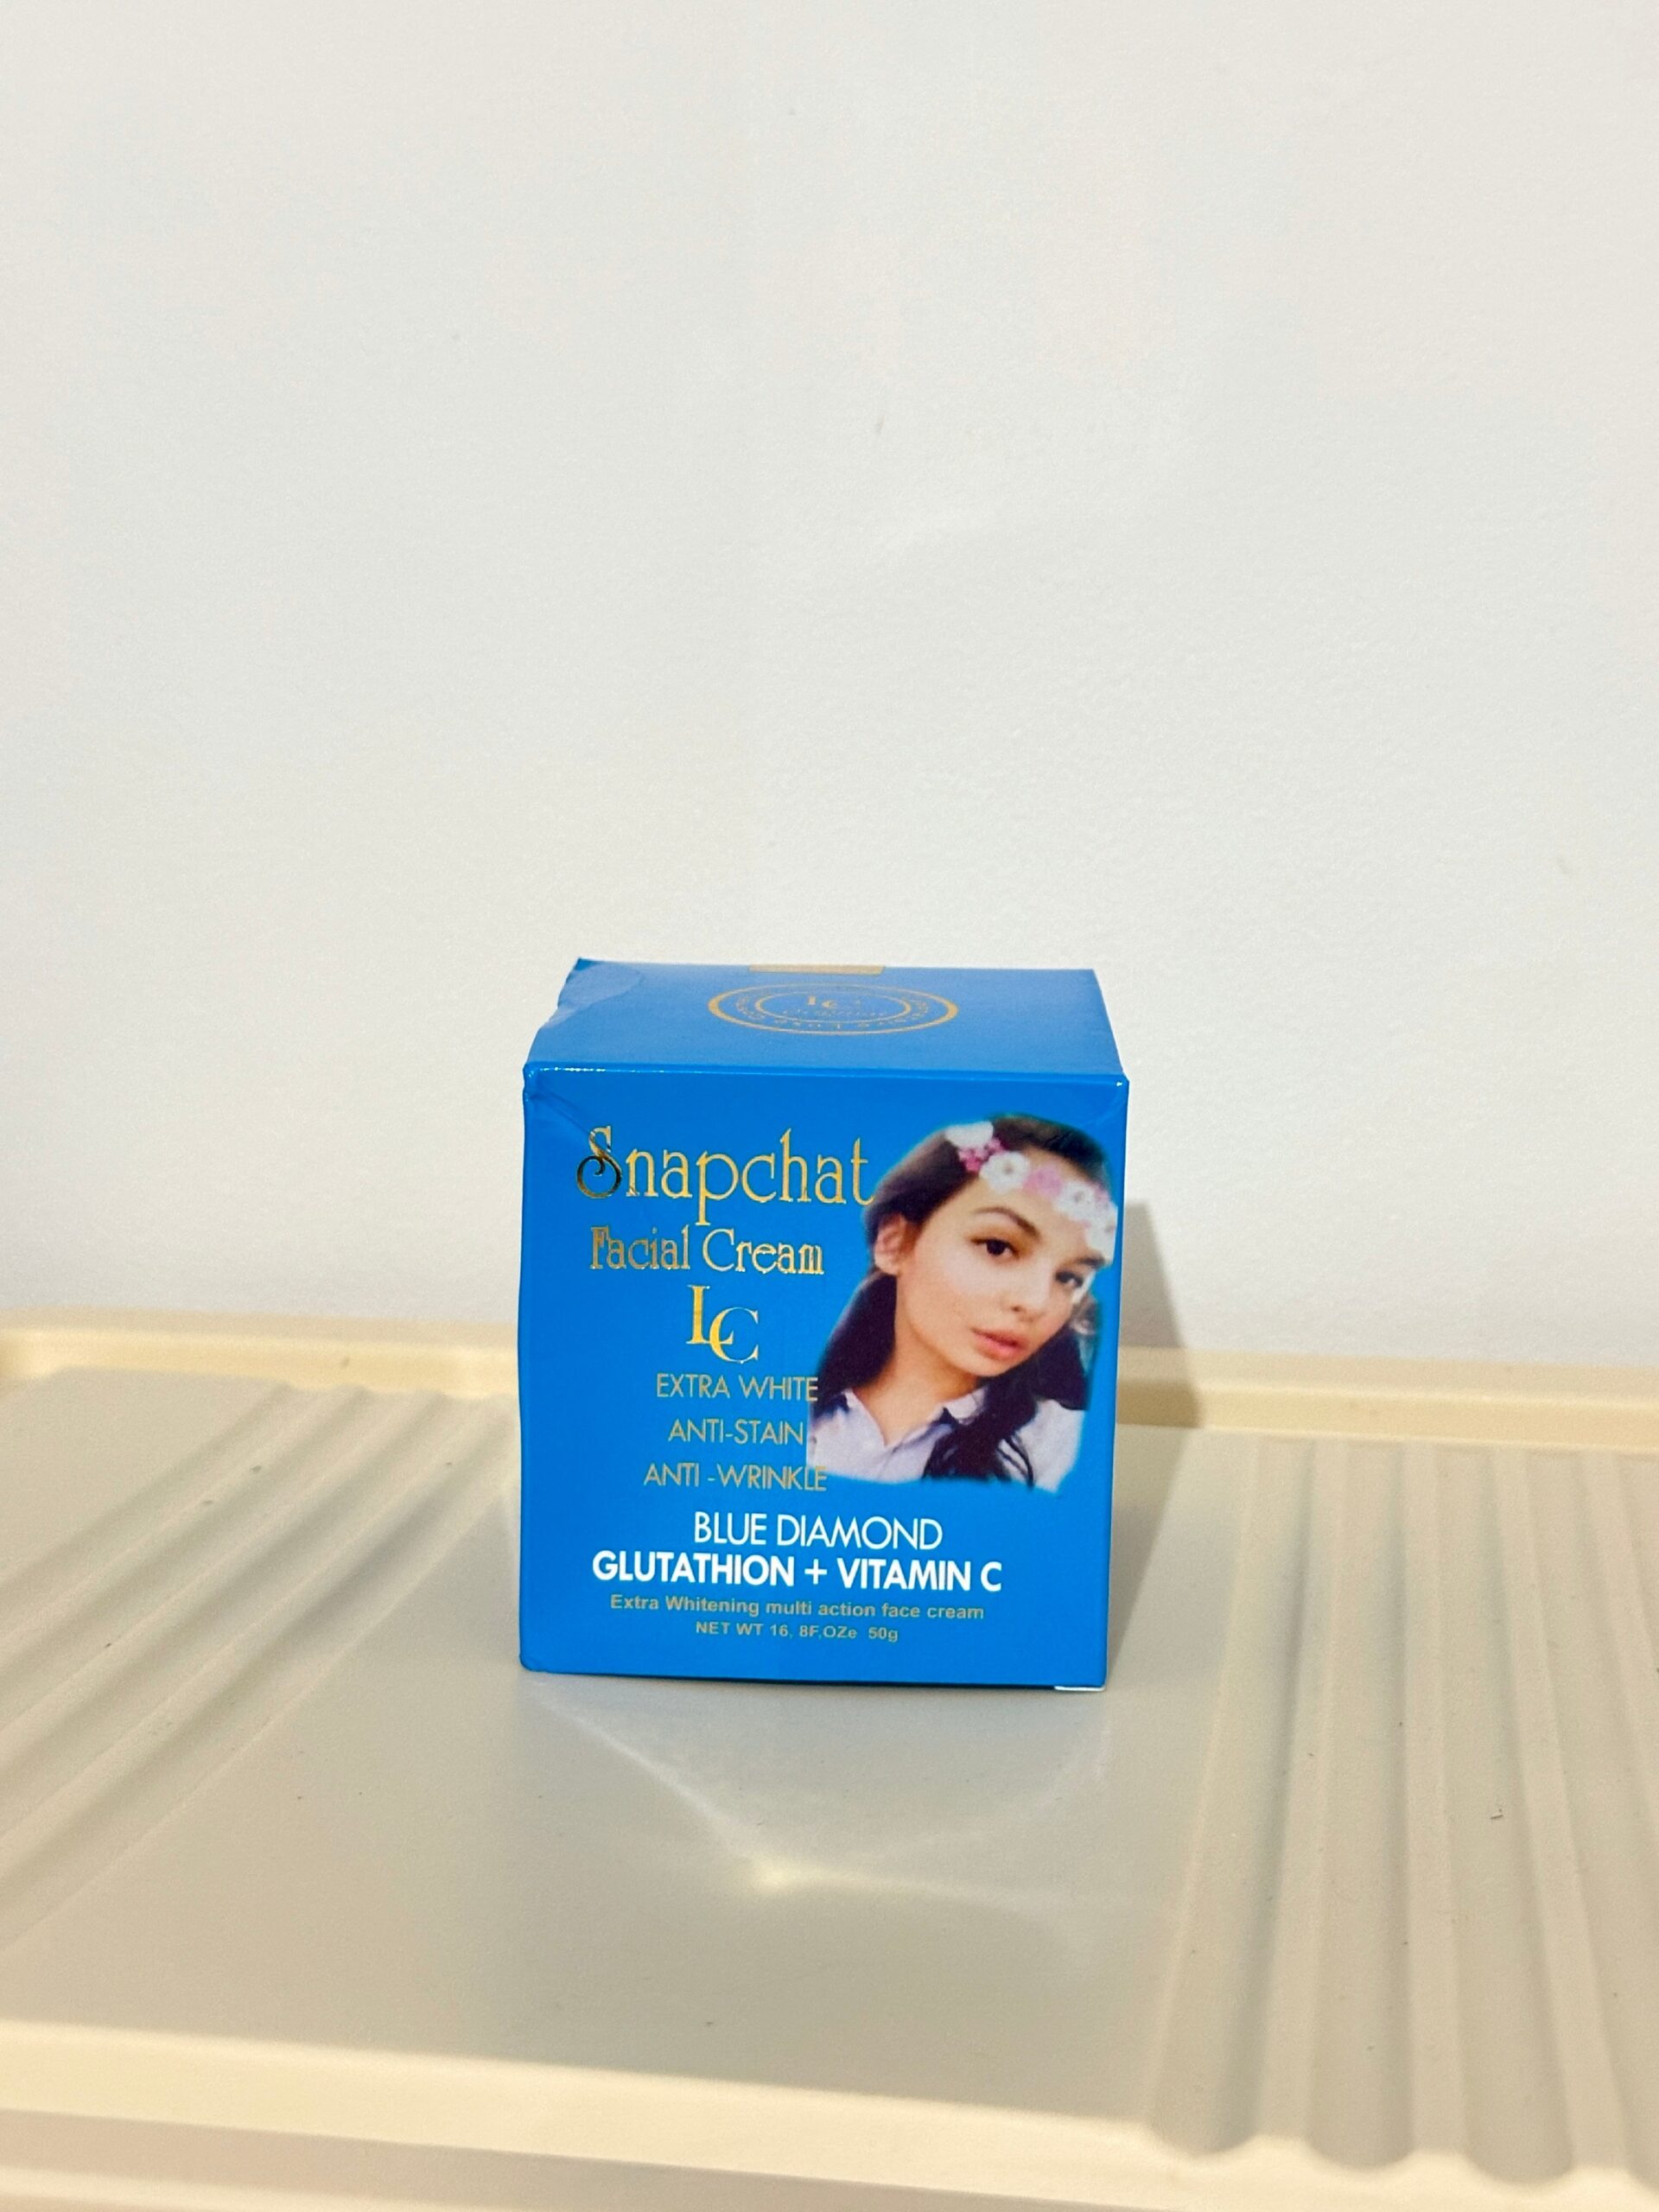 LC
Snapchat
Facial Cream
LC
EXTRA WHITE
ANTI-STAIN
ANTI -WRINKLE
BLUE DIAMOND
GLUTATHION + VITAMIN C
Extra Whitening multi action face cream
NET WT 16, 8F,OZe 50g